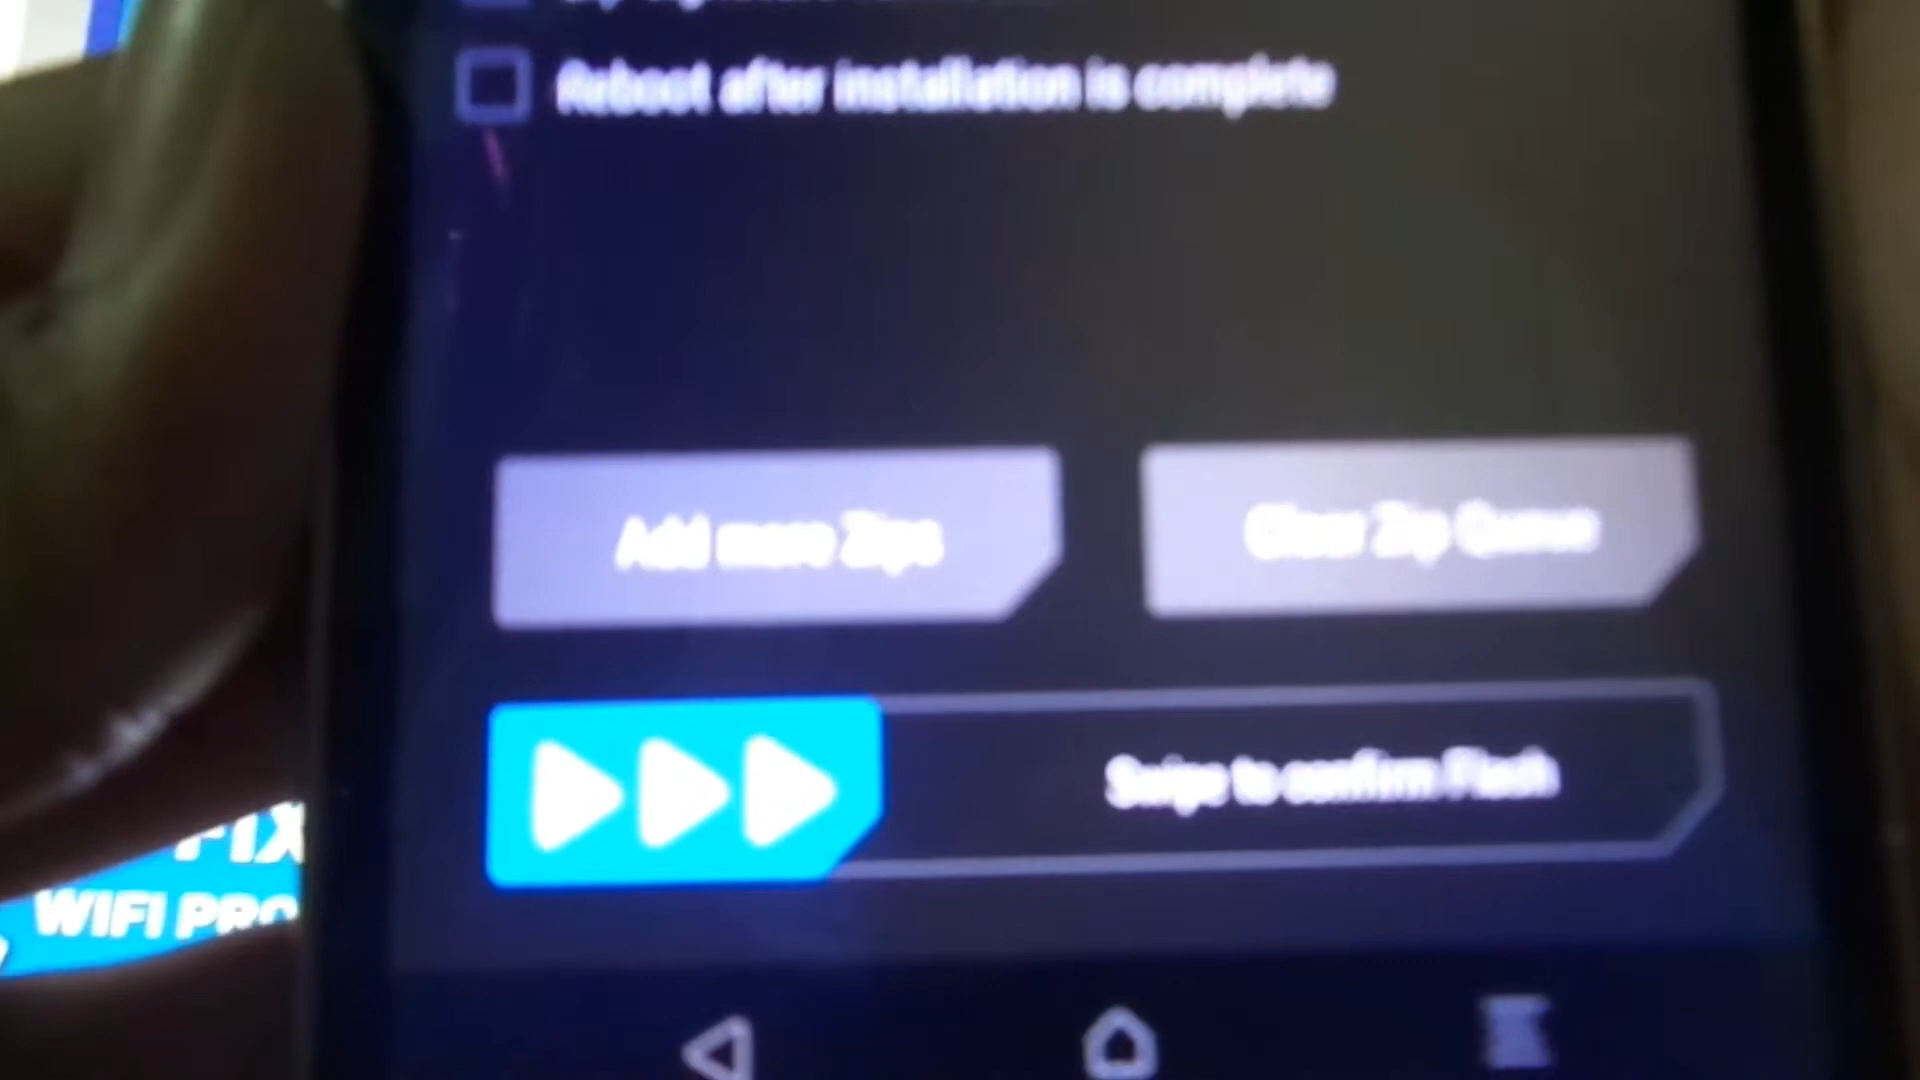 Reboot after installation is complete
Add more Zips
Clear Zip Queue
Swipe to confirm Flash
FIX
WIFI PRO